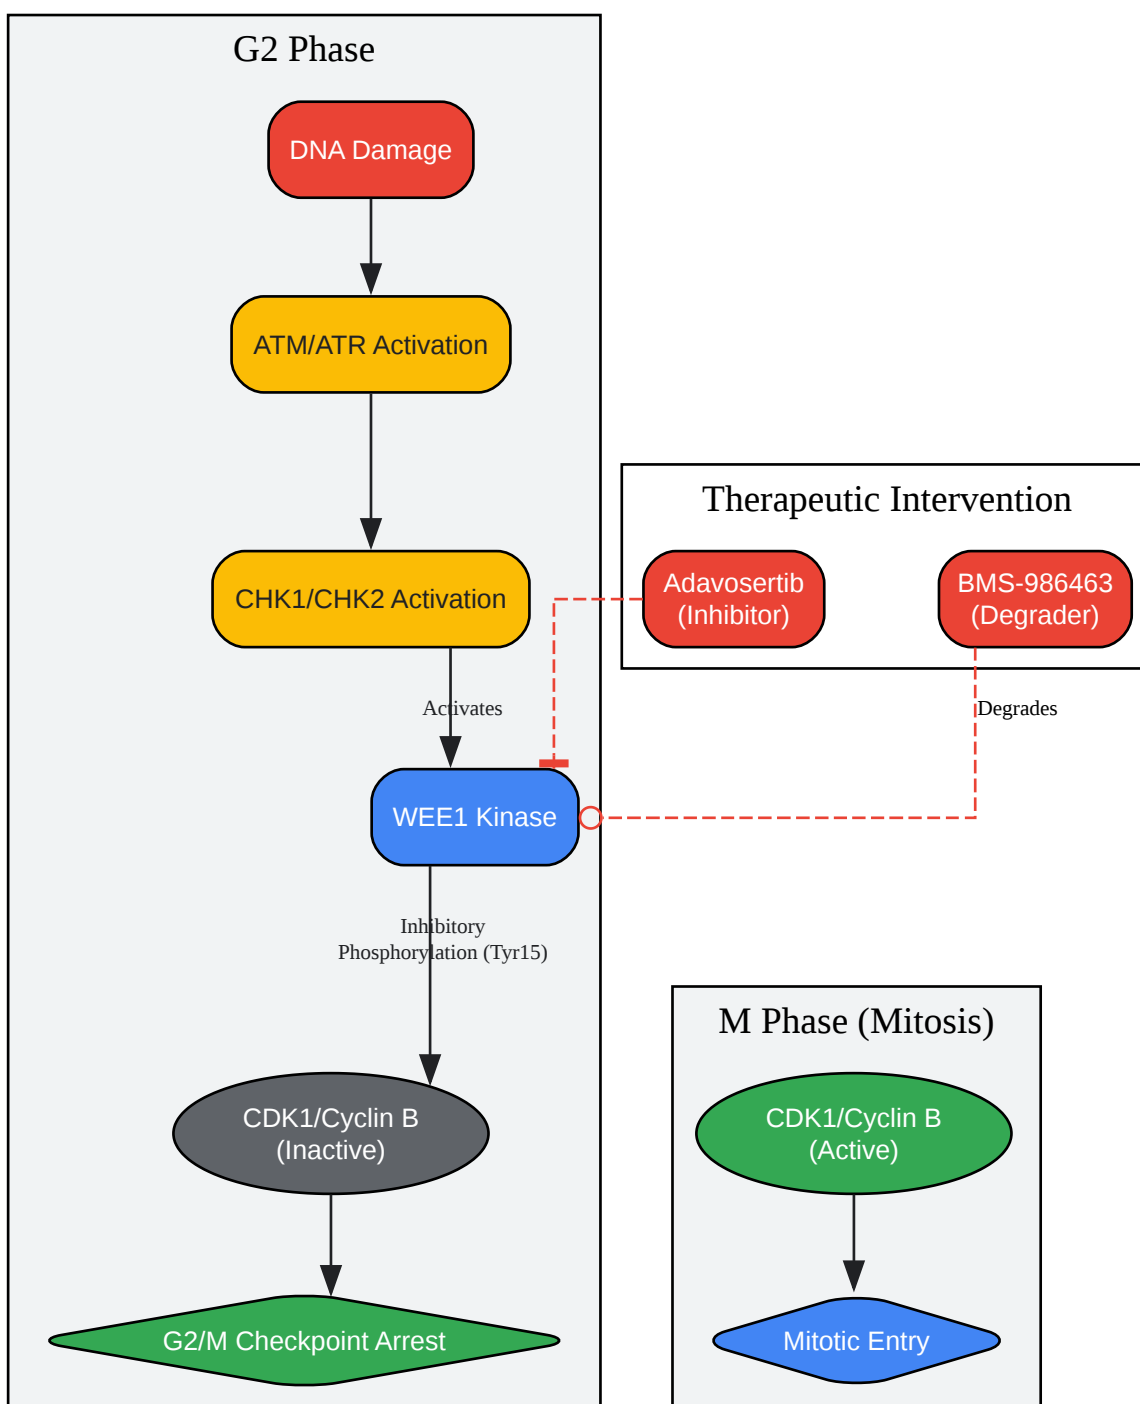 G2 Phase
DNA Damage
ATM/ATR Activation
CHK1/CHK2 Activation
Activates
WEE1 Kinase
Inhibitory
Phosphorylation (Tyr15)
CDK1/Cyclin B
(Inactive)
G2/M Checkpoint Arrest
Therapeutic Intervention
Adavosertib
(Inhibitor)
BMS-986463
(Degrader)
Degrades
M Phase (Mitosis)
CDK1/Cyclin B
(Active)
Mitotic Entry